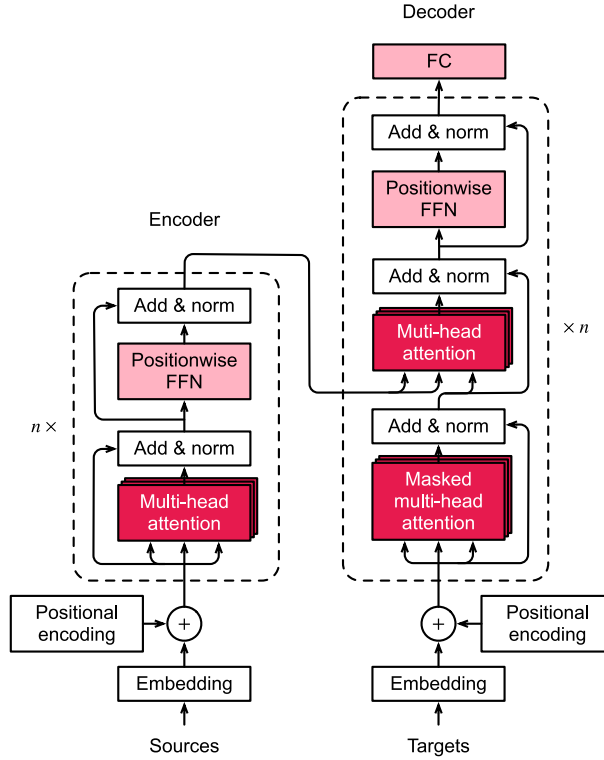 Decoder
FC
Add & norm
Positionwise
FFN
Add & norm
Muti-head
attention
× n
Add & norm
Masked
multi-head
attention
Encoder
Add & norm
Positionwise
FFN
n ×
Add & norm
Multi-head
attention
Positional
encoding
+
Embedding
Sources
+
Positional
encoding
Embedding
Targets